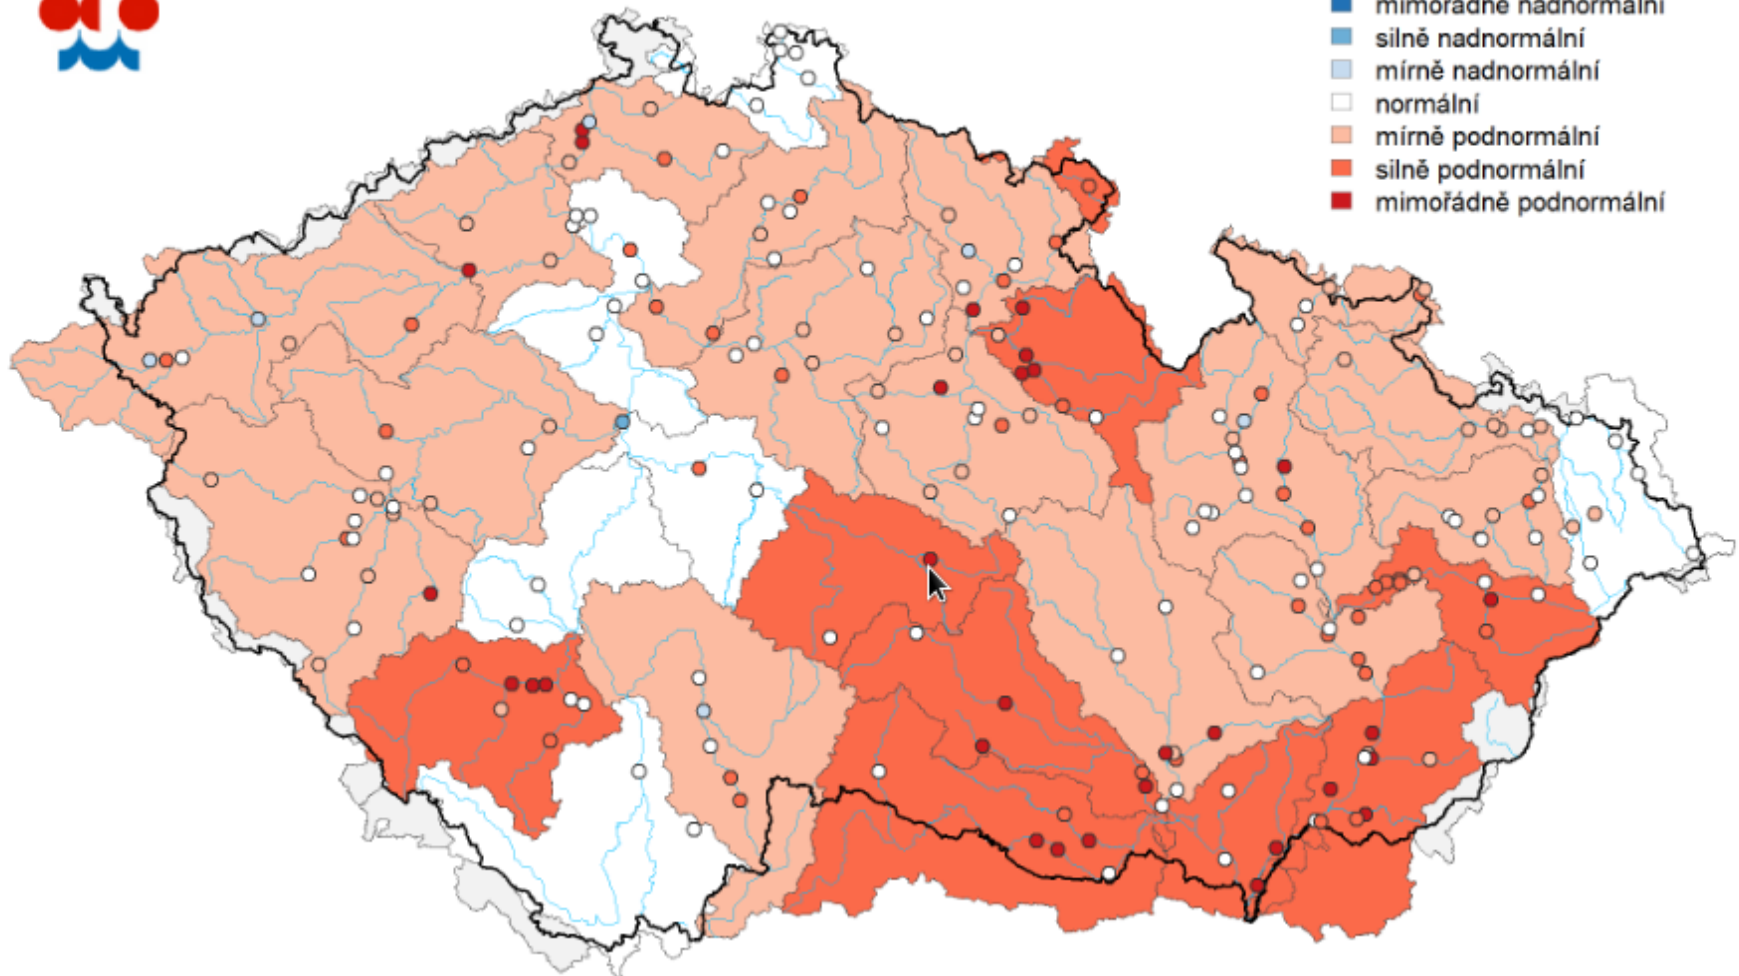 mimořádně nadnormální
silně nadnormální
mírně nadnormální
normální
mírně podnormální
silně podnormální
mimořádně podnormální